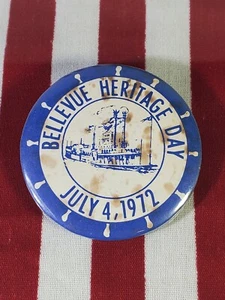 BELLEVUE HERITAGE DAY
JULY 4, 1972